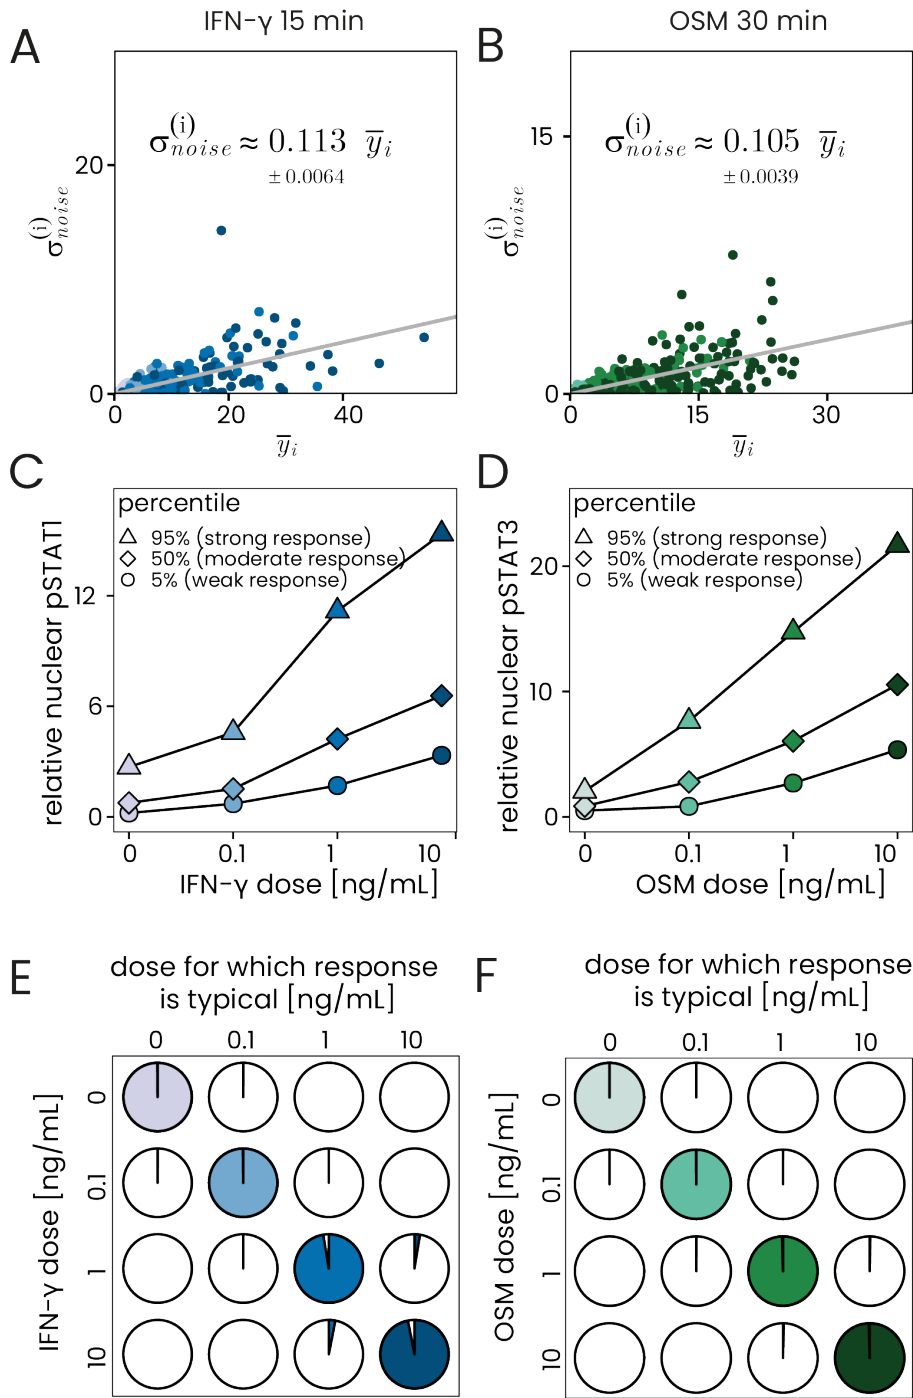 A
IFN-γ 15 min
σ(i)noise
σ(i)noise ≈ 0.113 y̅i
± 0.0064
20
0
0
20
40
y̅i
B
OSM 30 min
σ(i)noise
σ(i)noise ≈ 0.105 y̅i
± 0.0039
15
0
0
15
30
y̅i
C
relative nuclear pSTAT1
percentile
95% (strong response)
50% (moderate response)
5% (weak response)
12
6
0
0
0.1
1
10
IFN-γ dose [ng/mL]
D
relative nuclear pSTAT3
percentile
95% (strong response)
50% (moderate response)
5% (weak response)
20
10
0
0
0.1
1
10
OSM dose [ng/mL]
E
dose for which response
is typical [ng/mL]
0
0.1
1
10
IFN-γ dose [ng/mL]
0
0.1
1
10
F
dose for which response
is typical [ng/mL]
0
0.1
1
10
OSM dose [ng/mL]
0
0.1
1
10